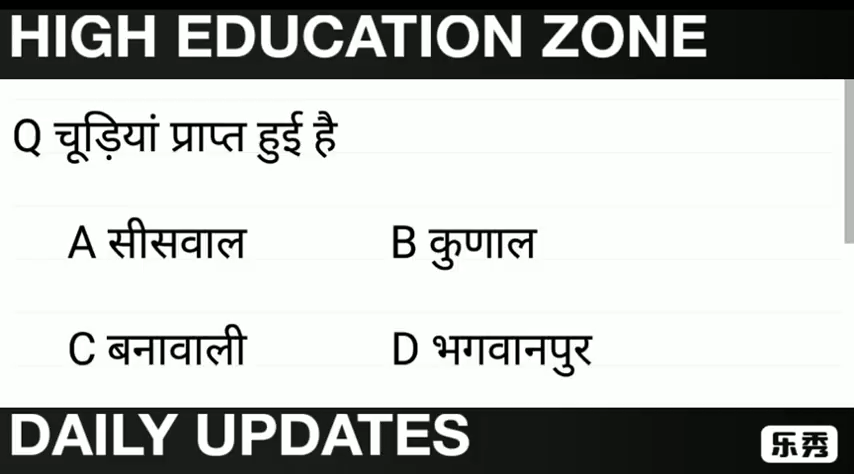 HIGH EDUCATION ZONE
Q चूड़ियां प्राप्त हुई है
A सीसवाल B कुणाल
C बनावाली D भगवानपुर
DAILY UPDATES
乐秀